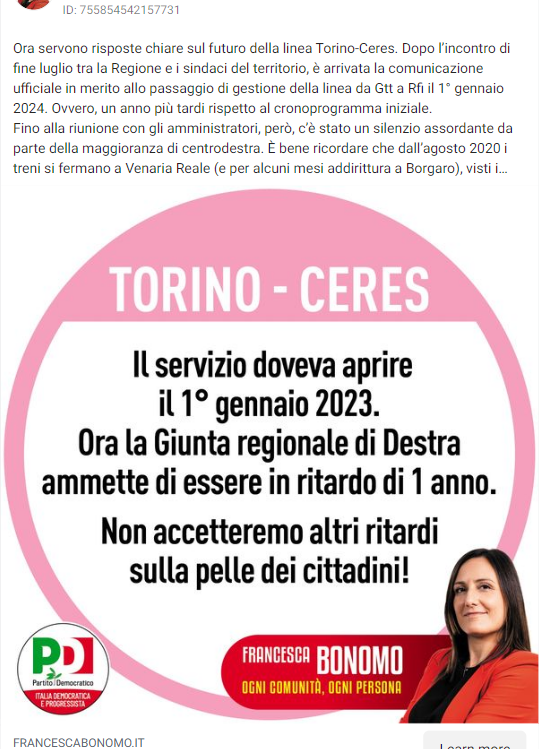 ID: 755854542157731
Ora servono risposte chiare sul futuro della linea Torino-Ceres. Dopo l’incontro di
fine luglio tra la Regione e i sindaci del territorio, è arrivata la comunicazione
ufficiale in merito al passaggio di gestione della linea da Gtt a Rfi il 1° gennaio
2024. Ovvero, un anno più tardi rispetto al cronoprogramma iniziale.
Fino alla riunione con gli amministratori, però, c’è stato un silenzio assordante da
parte della maggioranza di centrodestra. È bene ricordare che dall’agosto 2020 i
treni si fermano a Venaria Reale (e per alcuni mesi addirittura a Borgaro), visti i...
TORINO - CERES
Il servizio doveva aprire
il 1° gennaio 2023.
Ora la Giunta regionale di Destra
ammette di essere in ritardo di 1 anno.
Non accetteremo altri ritardi
sulla pelle dei cittadini!
PD
Partito Democratico
ITALIA DEMOCRATICA
E PROGRESSISTA
FRANCESCA BONOMO
OGNI COMUNITÀ, OGNI PERSONA
FRANCESCABONOMO.IT
Learn more